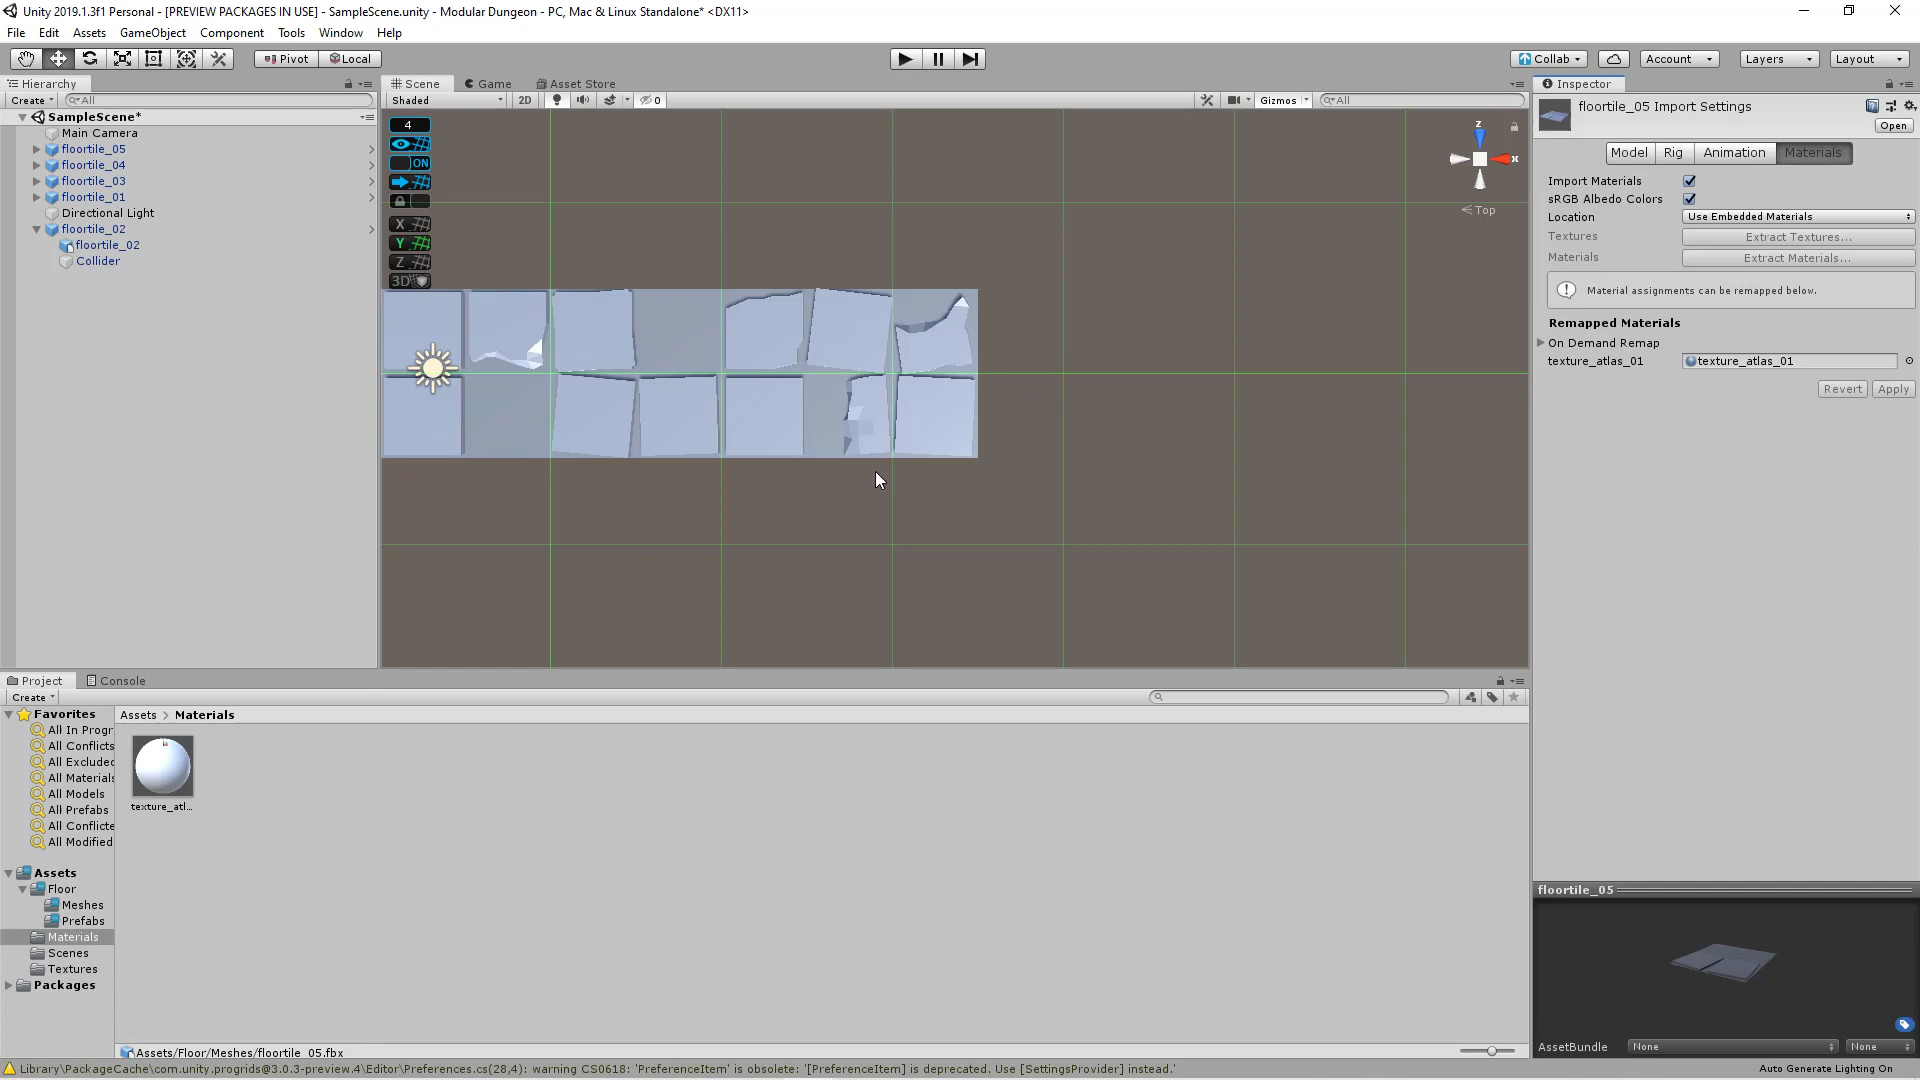 Unity 2019.1.3f1 Personal - [PREVIEW PACKAGES IN USE] - SampleScene.unity - Modular Dungeon - PC, Mac & Linux Standalone* <DX11>
File Edit Assets GameObject Component Tools Window Help
Pivot Local Collab Account Layers Layout
Hierarchy
Create All
SampleScene*
Main Camera
floortile_05
floortile_04
floortile_03
floortile_01
Directional Light
floortile_02
floortile_02
Collider
Scene Game Asset Store
Shaded 2D 0 Gizmos All
4
ON
X
Y
Z
3D
z
x
Top
Inspector
floortile_05 Import Settings
Open
Model Rig Animation Materials
Import Materials
sRGB Albedo Colors
Location Use Embedded Materials
Textures Extract Textures...
Materials Extract Materials...
Material assignments can be remapped below.
Remapped Materials
On Demand Remap
texture_atlas_01 texture_atlas_01
Revert Apply
Project Console
Create
Favorites
All In Progr
All Conflicts
All Excluded
All Materials
All Models
All Prefabs
All Conflicte
All Modified
Assets
Floor
Meshes
Prefabs
Materials
Scenes
Textures
Packages
Assets > Materials
texture_atl...
Assets/Floor/Meshes/floortile_05.fbx
floortile_05
AssetBundle None None
Library\PackageCache\com.unity.progrids@3.0.3-preview.4\Editor\Preferences.cs(28,4): warning CS0618: 'PreferenceItem' is obsolete: '[PreferenceItem] is deprecated. Use [SettingsProvider] instead.'
Auto Generate Lighting On